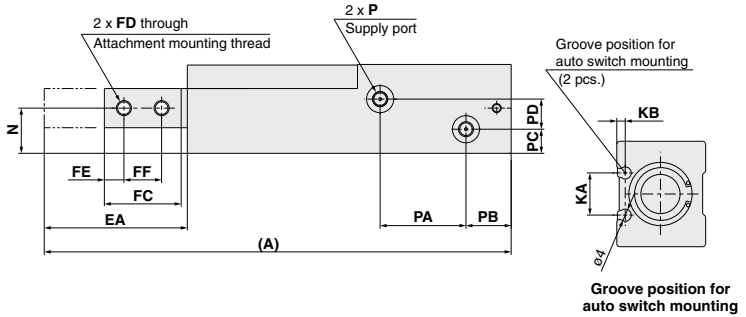 2 x FD through
Attachment mounting thread
2 x P
Supply port
Groove position for
auto switch mounting
(2 pcs.)
N
FE
FF
FC
EA
(A)
PA
PB
PC
PD
KB
KA
ø4
Groove position for
auto switch mounting